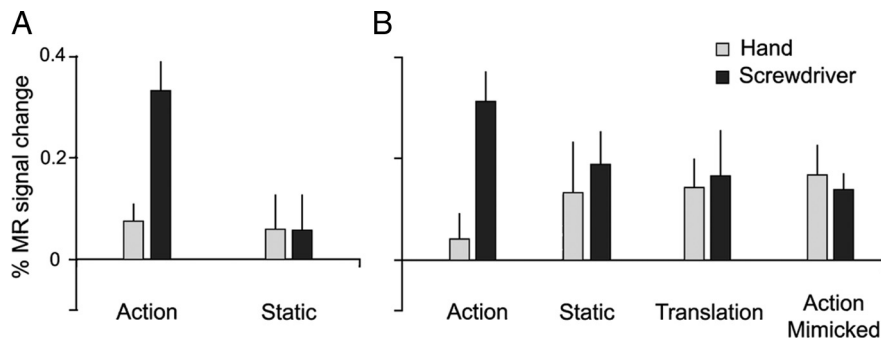 A
B
% MR signal change
0.4
0.2
0
Hand
Screwdriver
Action
Static
Action
Static
Translation
Action
Mimicked